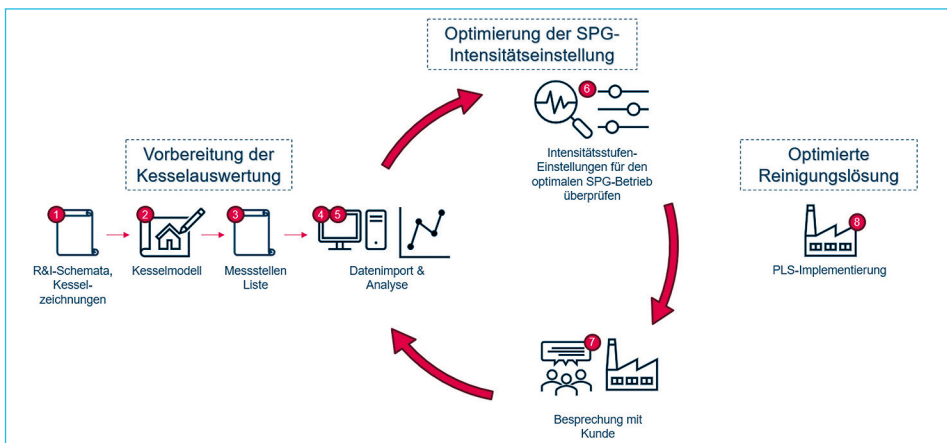 Optimierung der SPG-
Intensitätseinstellung
6
Intensitätsstufen-
Einstellungen für den
optimalen SPG-Betrieb
überprüfen
Vorbereitung der
Kesselauswertung
1
2
3
4
5
R&I-Schemata,
Kessel-
zeichnungen
Kesselmodell
Messstellen
Liste
Datenimport &
Analyse
Optimierte
Reinigungslösung
8
PLS-Implementierung
7
Besprechung mit
Kunde